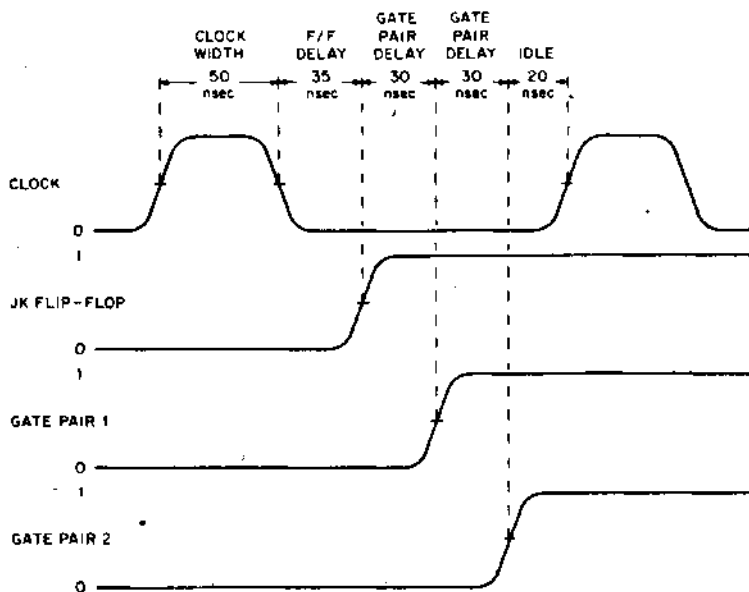 CLOCK WIDTH
50 nsec
F/F DELAY
35 nsec
GATE PAIR DELAY
30 nsec
GATE PAIR DELAY
30 nsec
IDLE
20 nsec
CLOCK
0
1
JK FLIP-FLOP
0
1
GATE PAIR 1
0
1
GATE PAIR 2
0